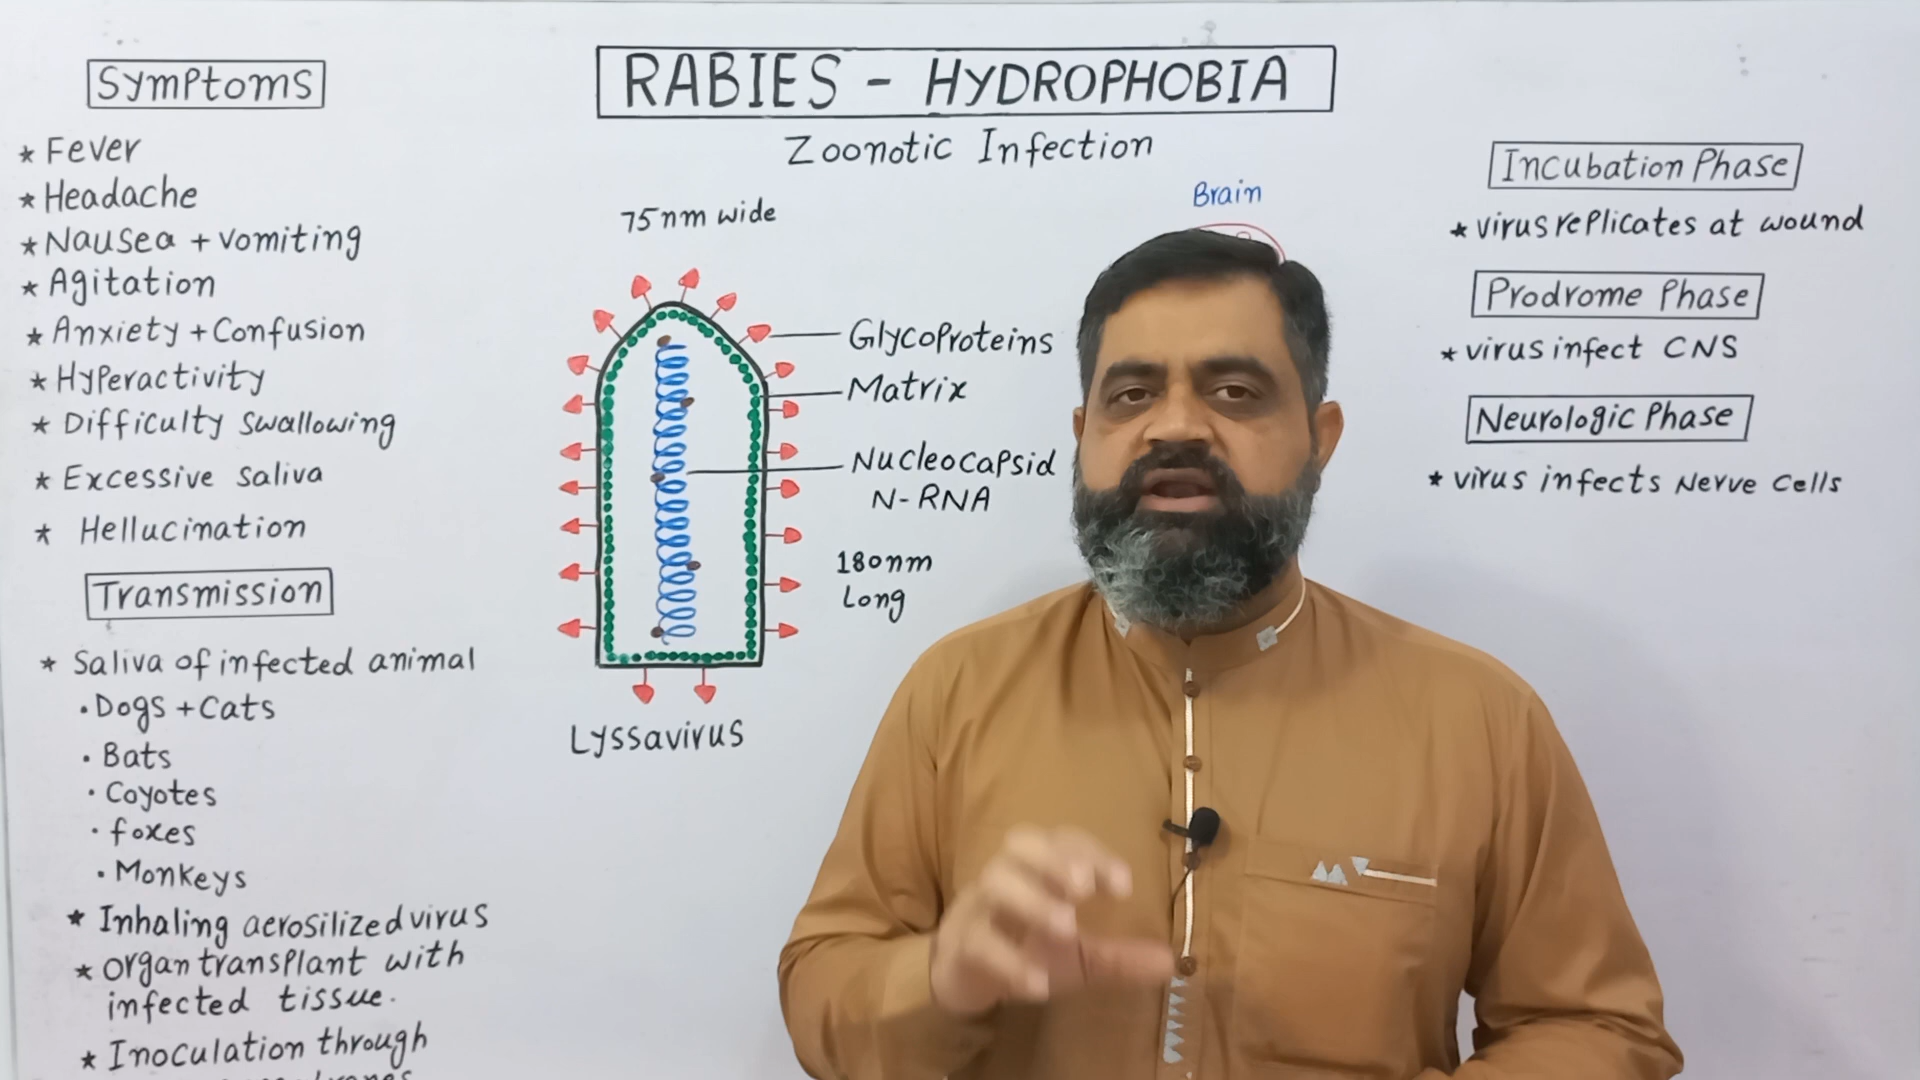 RABIES - HYDROPHOBIA
Zoonotic Infection
Symptoms
* Fever
* Headache
* Nausea + vomiting
* Agitation
* Anxiety + Confusion
* Hyperactivity
* Difficulty swallowing
* Excessive saliva
* Hellucination
Transmission
* Saliva of infected animal
• Dogs + Cats
• Bats
• Coyotes
• foxes
• Monkeys
* Inhaling aerosilized virus
* organ transplant with
infected tissue.
* Inoculation through
75nm wide
Glycoproteins
Matrix
Nucleocapsid
N-RNA
180nm
Long
Lyssavirus
Brain
Incubation Phase
* virus replicates at wound
Prodrome Phase
* virus infect CNS
Neurologic Phase
* virus infects Nerve cells